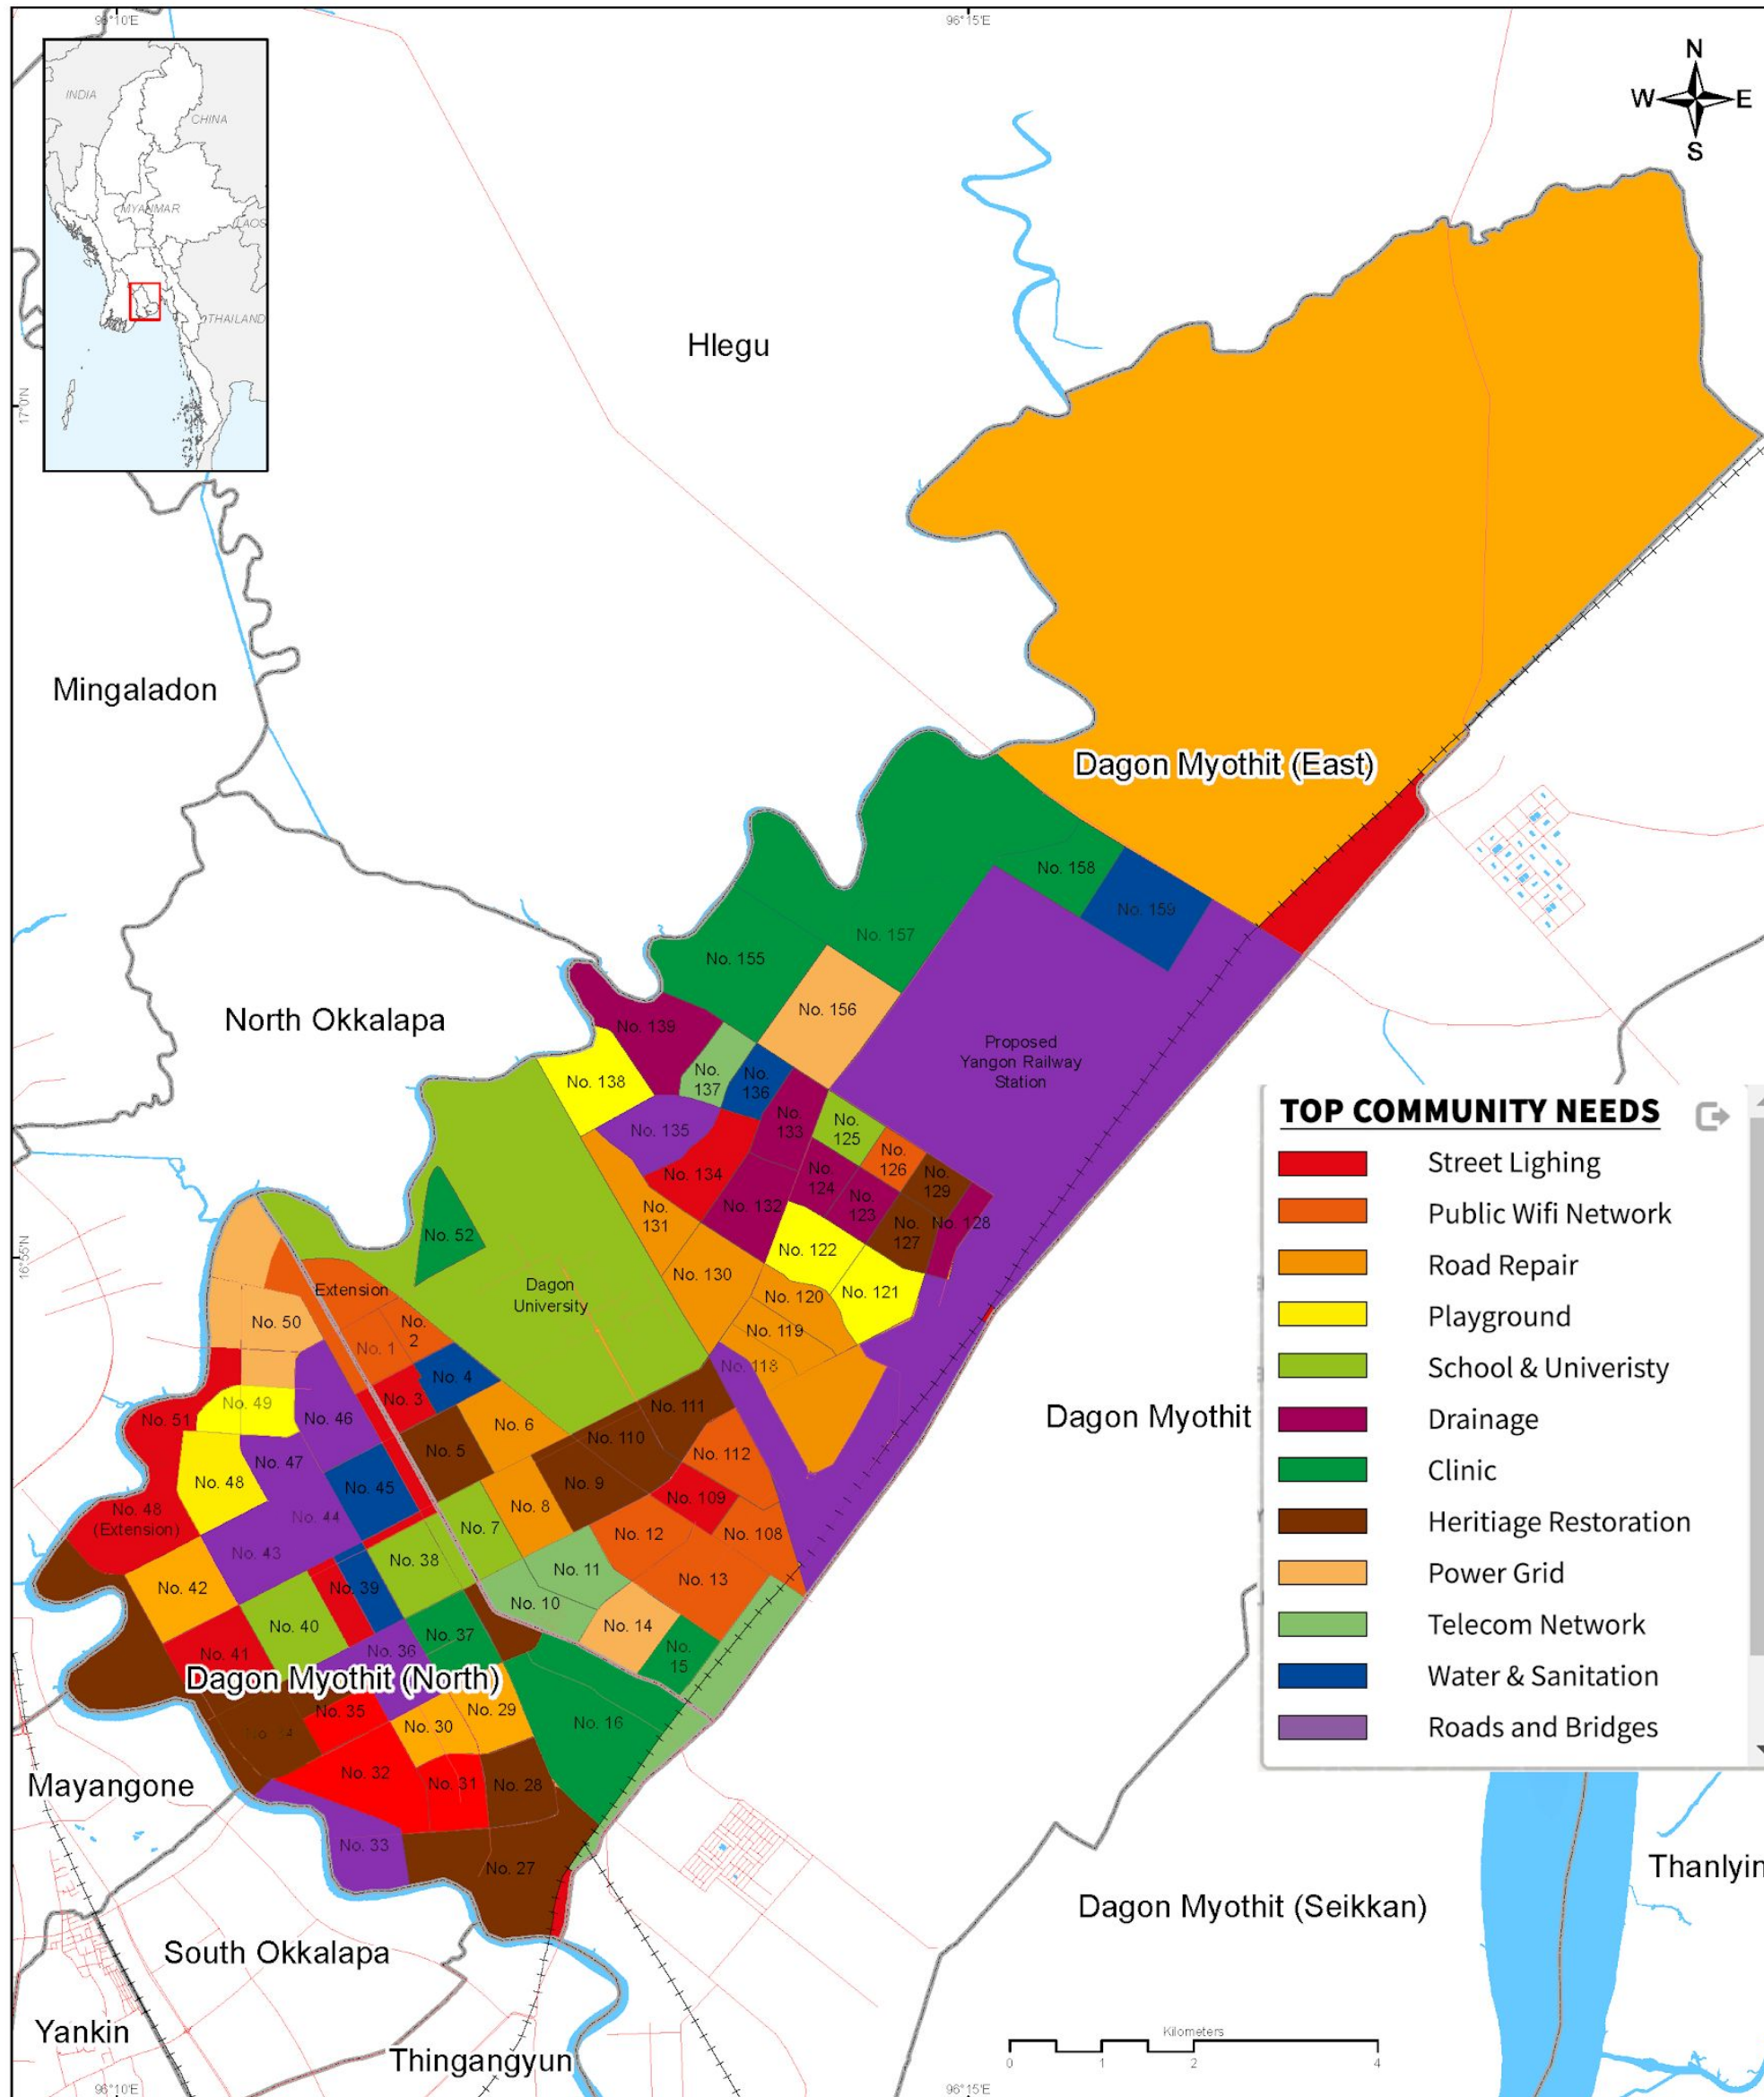 96°10'E
96°15'E
N
W
E
S
INDIA
CHINA
MYANMAR
LAOS
THAILAND
17°0'N
Hlegu
Mingaladon
Dagon Myothit (East)
No. 158
No. 159
No. 157
No. 155
No. 156
North Okkalapa
No. 139
Proposed
Yangon Railway
Station
No. 138
No.
137
No.
136
No.
133
No.
125
No. 135
No.
126
No. 134
No.
124
No.
129
No.
123
No. 132
No.
131
No.
127
No. 128
No. 52
No. 122
No. 130
No. 121
No. 120
Dagon
University
Extension
16°55'N
No. 50
No. 119
No. 1
No.
2
No. 118
No. 4
No. 3
No. 49
No. 51
No. 46
No. 111
No. 6
No. 110
No. 5
No. 112
No. 47
No. 48
No. 45
No. 9
No. 109
No. 8
No. 48
(Extension)
No. 44
No. 7
No. 12
No. 108
No. 43
No. 38
No. 11
No. 13
No. 42
No. 39
No. 10
No. 40
No. 14
No. 37
No. 36
No. 41
No.
15
Dagon Myothit (North)
No. 35
No. 29
No. 30
No. 16
No. 32
No. 31
No. 28
No. 33
No. 27
Dagon Myothit
TOP COMMUNITY NEEDS
Street Lighing
Public Wifi Network
Road Repair
Playground
School & Univeristy
Drainage
Clinic
Heritiage Restoration
Power Grid
Telecom Network
Water & Sanitation
Roads and Bridges
Mayangone
Thanlyin
Dagon Myothit (Seikkan)
South Okkalapa
Yankin
Thingangyun
Kilometers
0
1
2
4
96°10'E
96°15'E